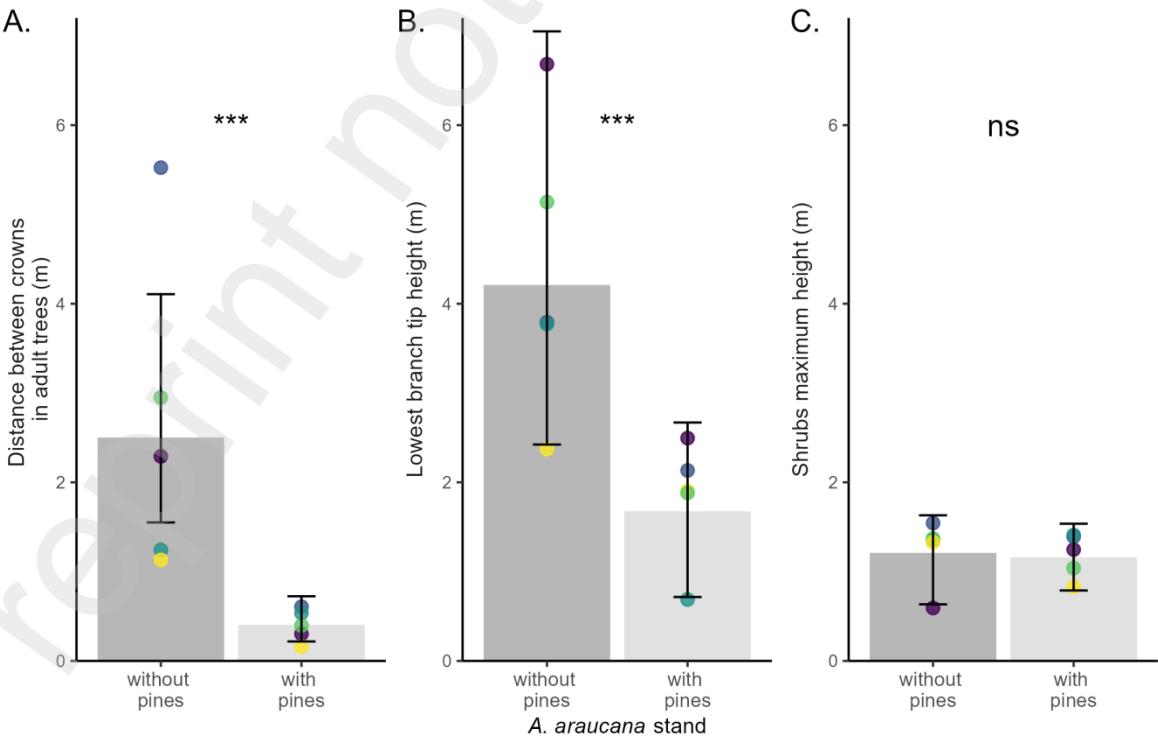 A.
B.
C.
***
***
ns
6
4
2
0
6
4
2
0
6
4
2
0
Distance between crowns
in adult trees (m)
Lowest branch tip height (m)
Shrubs maximum height (m)
without
pines
with
pines
without
pines
with
pines
without
pines
with
pines
A. araucana stand
reprint not